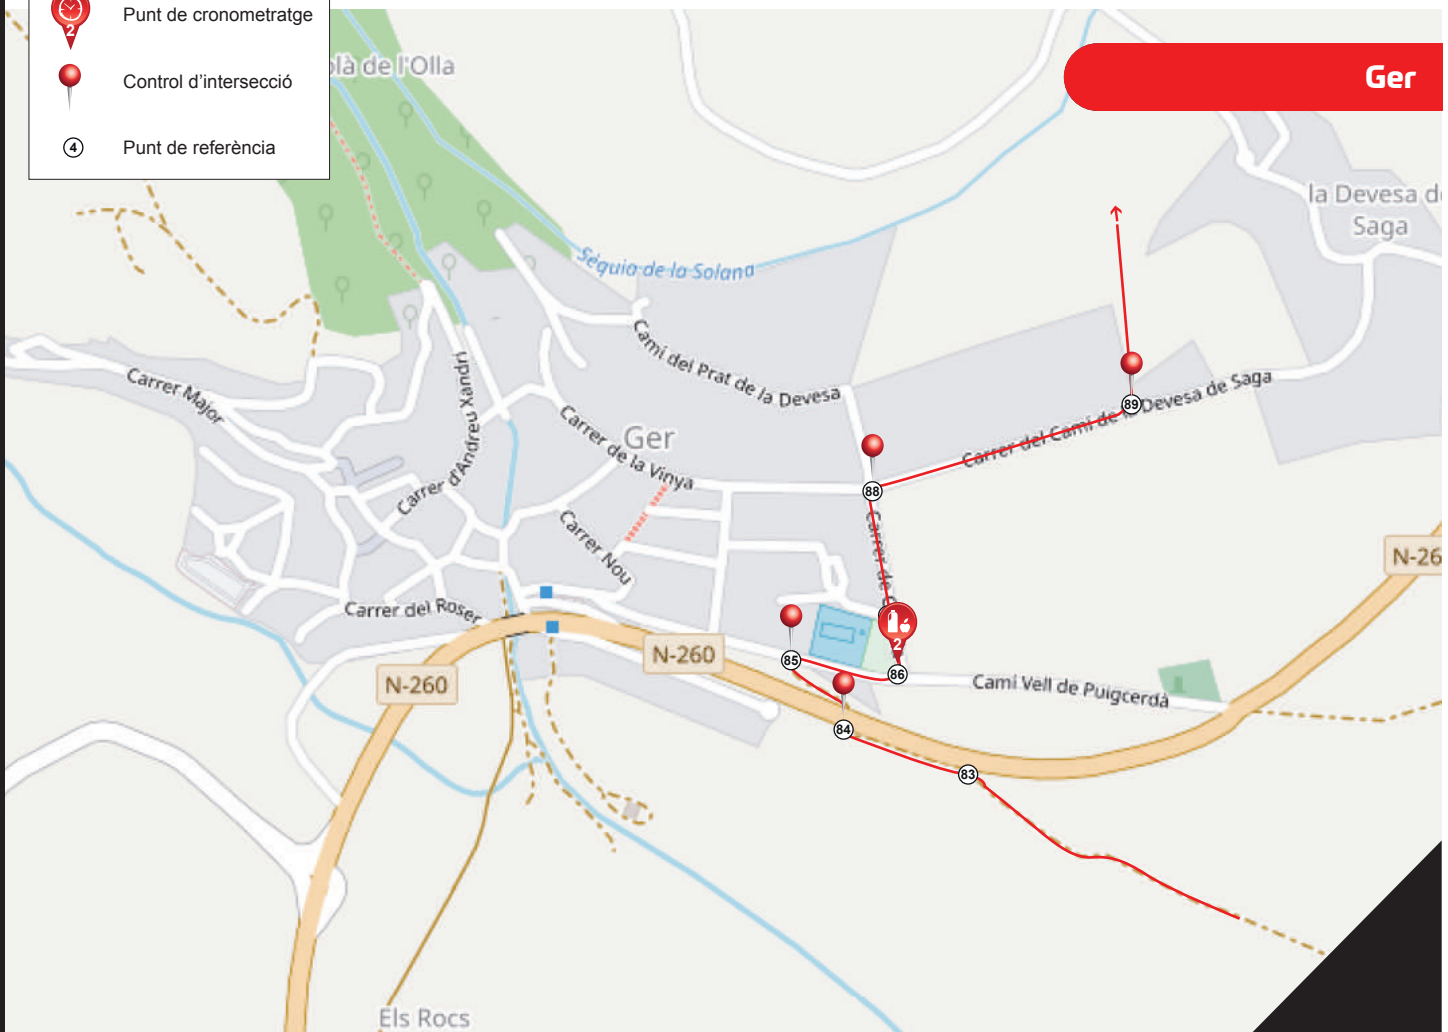 2
Punt de cronometratge
Control d'intersecció
4
Punt de referència
Ger
là de l'Olla
la Devesa
Saga
Séquia de la Solana
Camí del Prat de la Devesa
Carrer Major
Carrer d'Andreu Xandri
Ger
Carrer de la Vinya
89
Carrer del Camí de la Devesa de Saga
88
Carrer de
Carrer Nou
N-26
Carrer del Roser
2
N-260
85
86
N-260
Camí Vell de Puigcerdà
84
83
Els Rocs